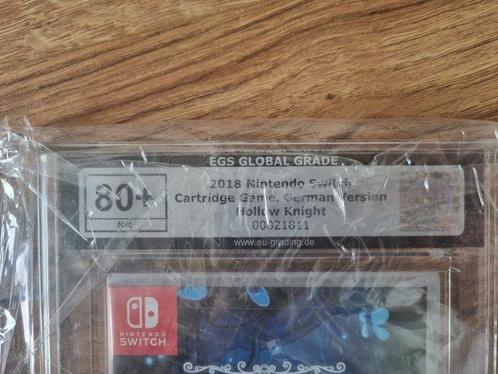 EGS GLOBAL GRADE
80+
NM
2018 Nintendo Switch
Cartridge Game, German Version
Hollow Knight
00021811
www.eu-grading.de
NINTENDO
SWITCH